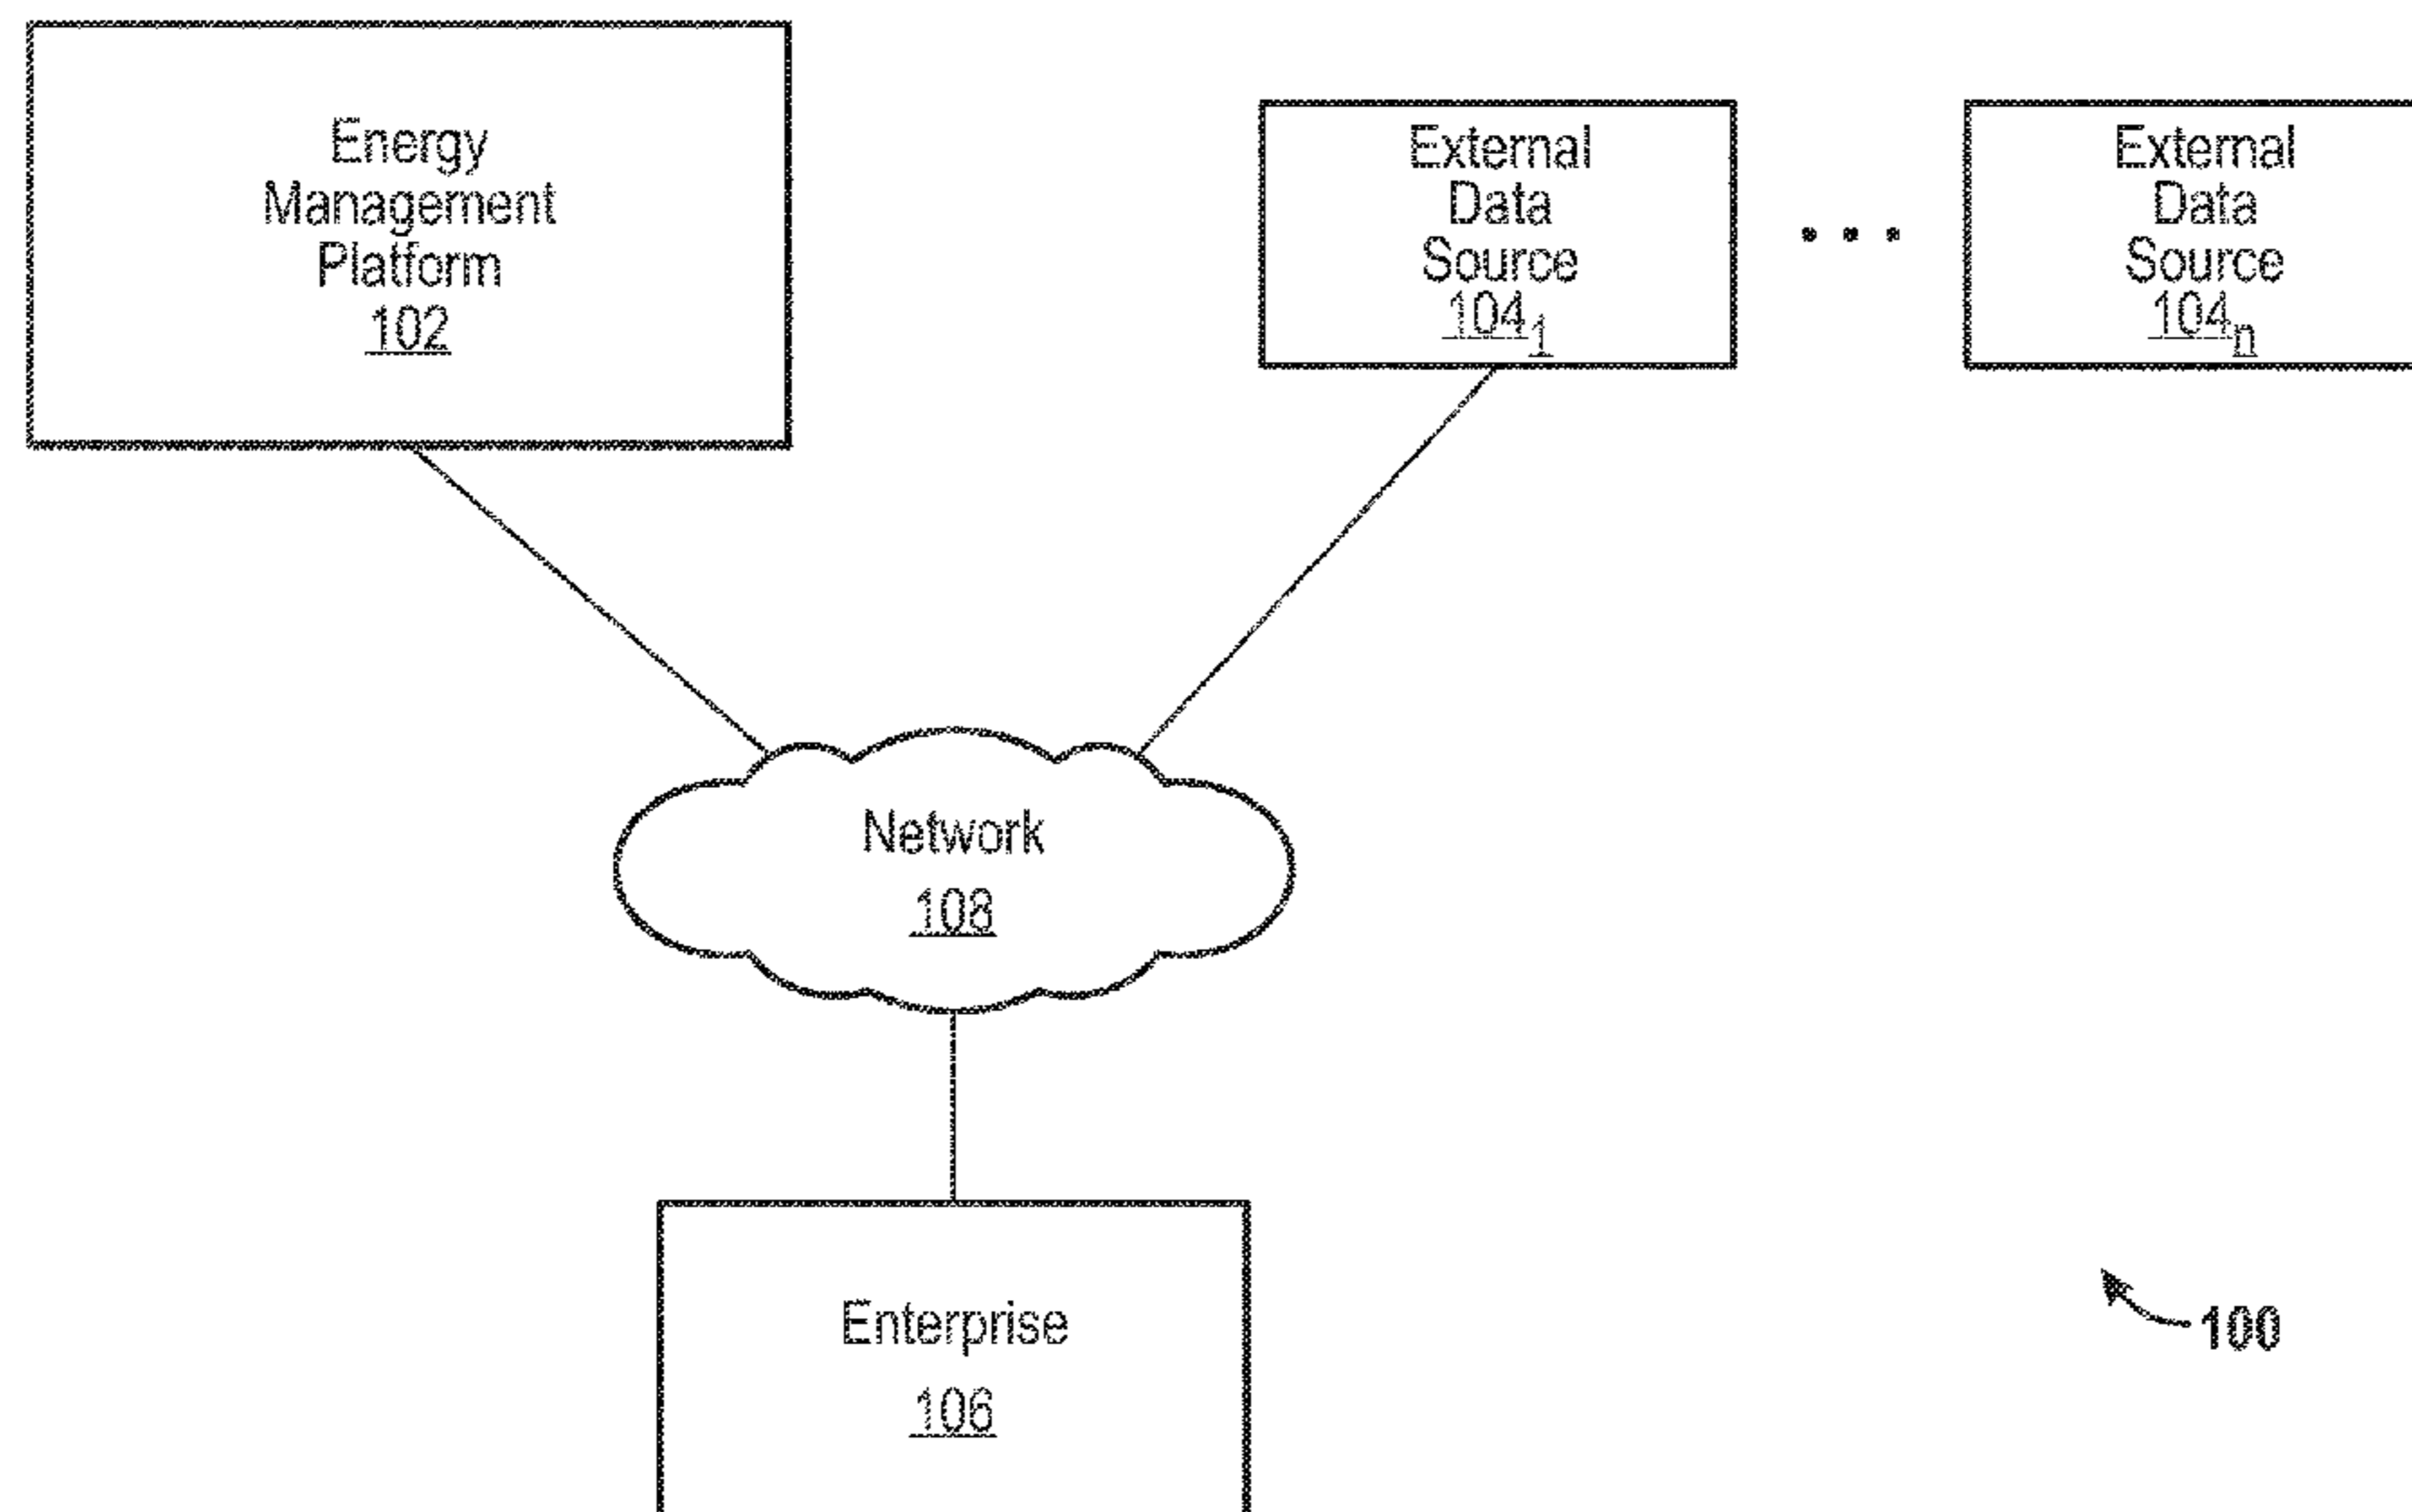 Energy
Management
Platform
102
External
Data
Source
104₁
External
Data
Source
104ₙ
Network
108
Enterprise
106
100